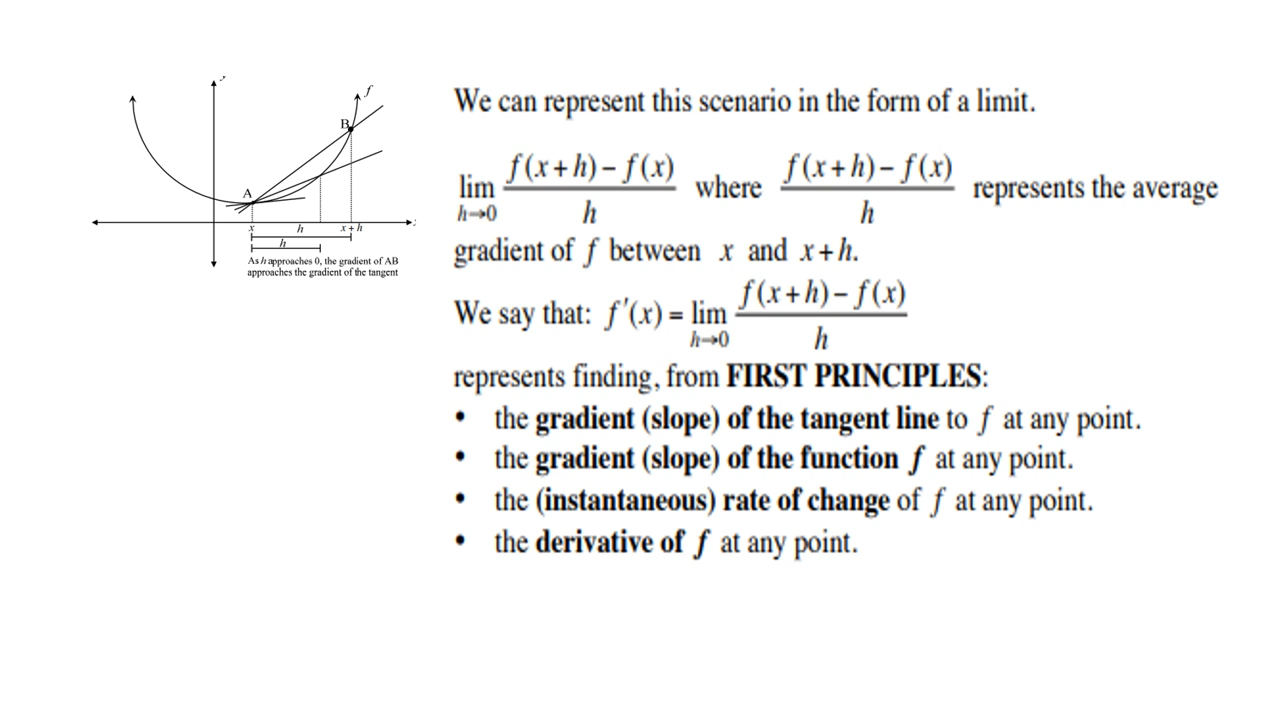 y
f
B
A
x
h
x + h
h
As h approaches 0, the gradient of AB
approaches the gradient of the tangent
We can represent this scenario in the form of a limit.
lim h→0 f(x+h) − f(x) / h where f(x+h) − f(x) / h represents the average
gradient of f between x and x+h.
We say that: f′(x) = lim h→0 f(x+h) − f(x) / h
represents finding, from FIRST PRINCIPLES:
• the gradient (slope) of the tangent line to f at any point.
• the gradient (slope) of the function f at any point.
• the (instantaneous) rate of change of f at any point.
• the derivative of f at any point.